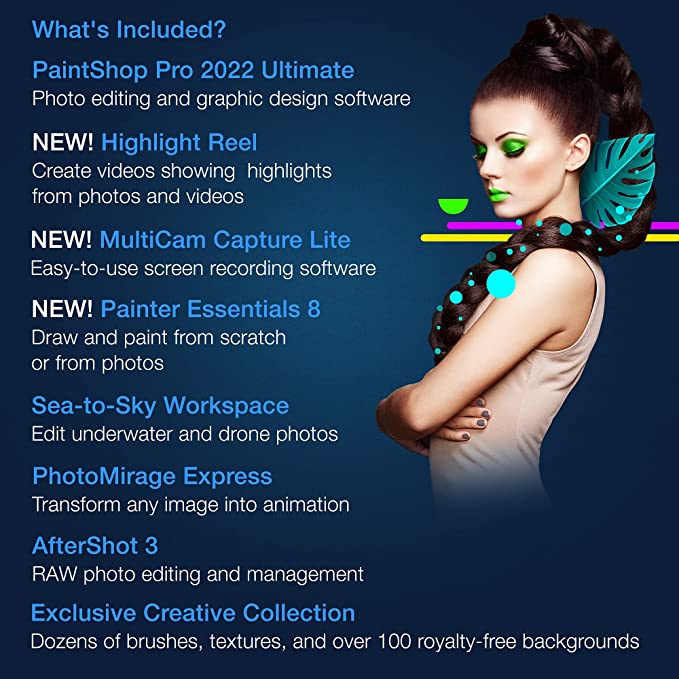 What's Included?
PaintShop Pro 2022 Ultimate
Photo editing and graphic design software
NEW! Highlight Reel
Create videos showing highlights
from photos and videos
NEW! MultiCam Capture Lite
Easy-to-use screen recording software
NEW! Painter Essentials 8
Draw and paint from scratch
or from photos
Sea-to-Sky Workspace
Edit underwater and drone photos
PhotoMirage Express
Transform any image into animation
AfterShot 3
RAW photo editing and management
Exclusive Creative Collection
Dozens of brushes, textures, and over 100 royalty-free backgrounds